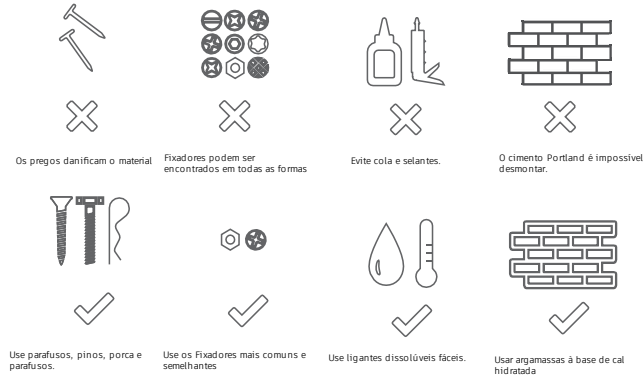 Os pregos danificam o material
Fixadores podem ser
encontrados em todas as formas
Evite cola e selantes.
O cimento Portland é impossível
desmontar.
Use parafusos, pinos, porca e
parafusos.
Use os Fixadores mais comuns e
semelhantes
Use ligantes dissolúveis fáceis.
Usar argamassas à base de cal
hidratada